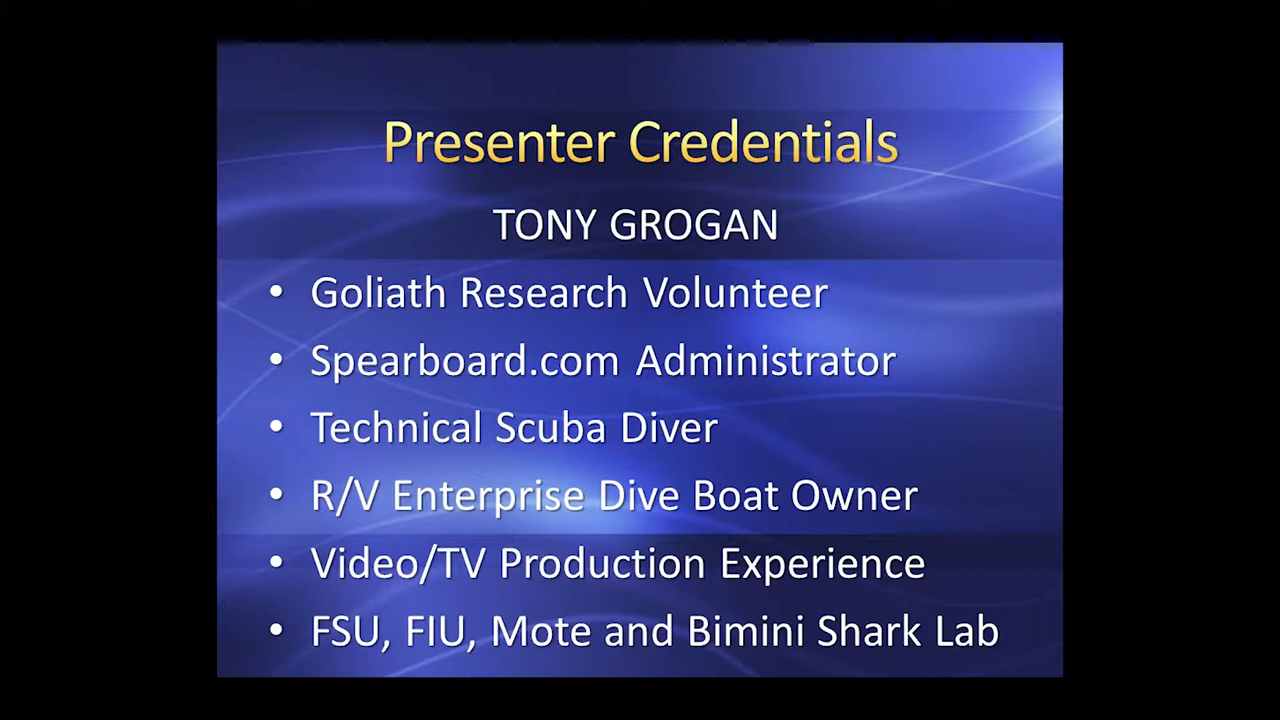 Presenter Credentials
TONY GROGAN
• Goliath Research Volunteer
• Spearboard.com Administrator
• Technical Scuba Diver
• R/V Enterprise Dive Boat Owner
• Video/TV Production Experience
• FSU, FIU, Mote and Bimini Shark Lab